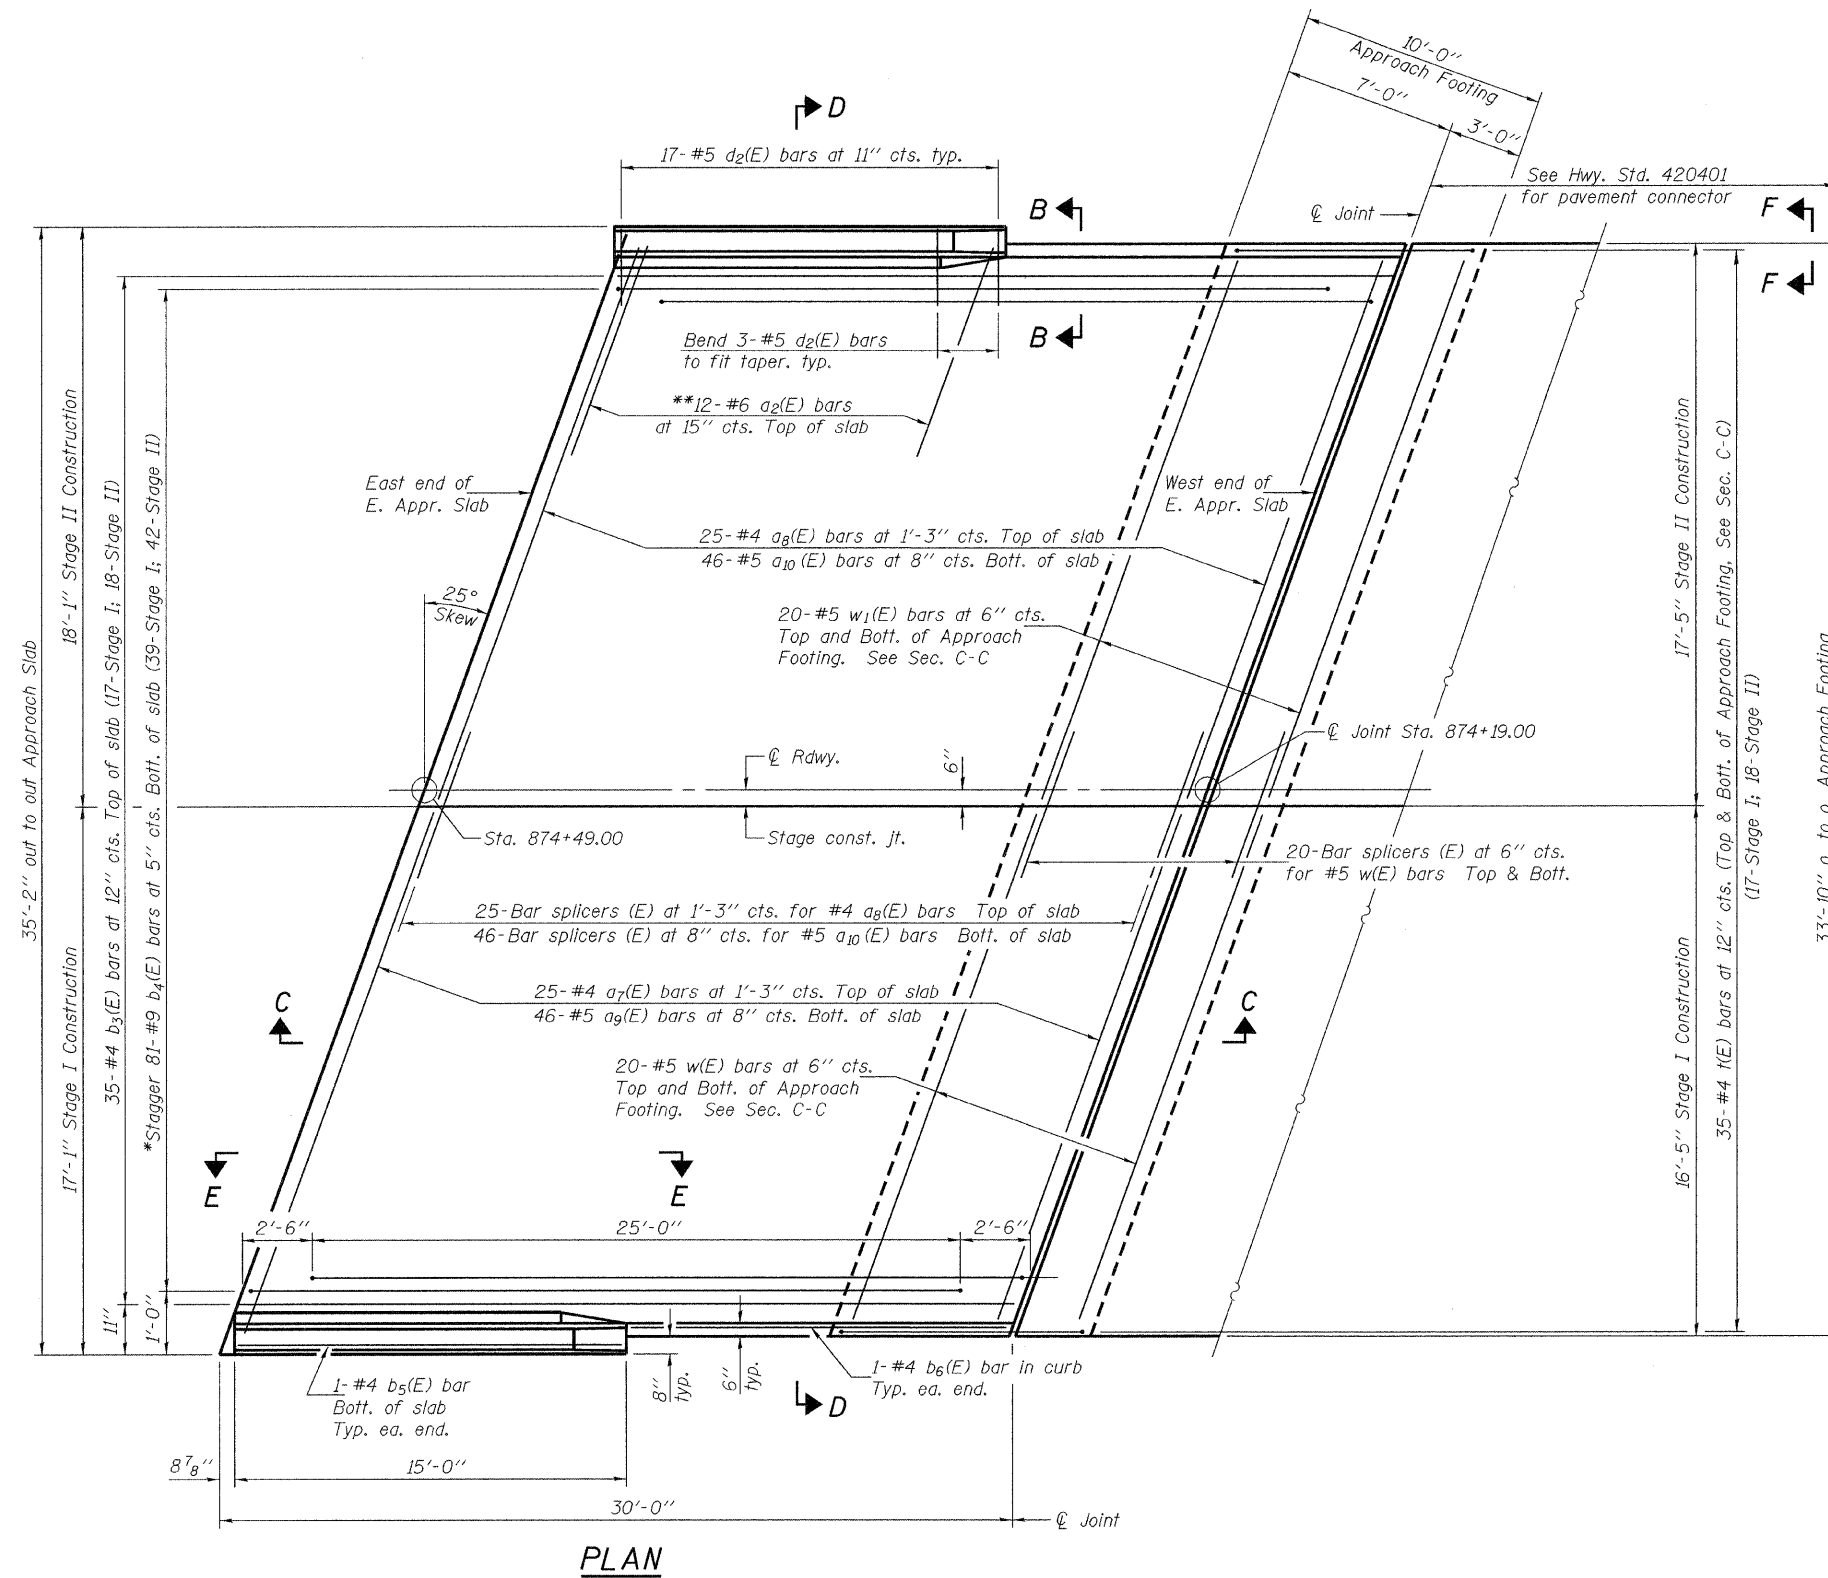 10'-0"
Approach Footing
7'-0"
3'-0"
D
17-#5 d2(E) bars at 11" cts. typ.
See Hwy. Std. 420401
for pavement connector
B
℄ Joint
F
F
B
Bend 3-#5 d2(E) bars
to fit taper. typ.
**12-#6 a2(E) bars
at 15" cts. Top of slab
East end of
E. Appr. Slab
West end of
E. Appr. Slab
25-#4 a8(E) bars at 1'-3" cts. Top of slab
46-#5 a10(E) bars at 8" cts. Bott. of slab
25°
Skew
20-#5 w1(E) bars at 6" cts.
Top and Bott. of Approach
Footing. See Sec. C-C
℄ Joint Sta. 874+19.00
℄ Rdwy.
6"
Sta. 874+49.00
Stage const. jt.
20-Bar splicers (E) at 6" cts.
for #5 w(E) bars Top & Bott.
25-Bar splicers (E) at 1'-3" cts. for #4 a8(E) bars Top of slab
46-Bar splicers (E) at 8" cts. for #5 a10(E) bars Bott. of slab
25-#4 a7(E) bars at 1'-3" cts. Top of slab
46-#5 a9(E) bars at 8" cts. Bott. of slab
C
C
20-#5 w(E) bars at 6" cts.
Top and Bott. of Approach
Footing. See Sec. C-C
E
E
2'-6"
25'-0"
2'-6"
35'-2" out to out Approach Slab
18'-1" Stage II Construction
17'-1" Stage I Construction
35-#4 b3(E) bars at 12" cts. Top of slab (17-Stage I; 18-Stage II)
*Stagger 81-#9 b4(E) bars at 5" cts. Bott. of slab (39-Stage I; 42-Stage II)
11"
1'-0"
17'-5" Stage II Construction
16'-5" Stage I Construction
35-#4 t(E) bars at 12" cts. (Top & Bott. of Approach Footing, See Sec. C-C)
(17-Stage I; 18-Stage II)
33'-10" o. to o. Approach Footing
1-#4 b5(E) bar
Bott. of slab
Typ. ea. end.
8"
typ.
6"
typ.
D
1-#4 b6(E) bar in curb
Typ. ea. end.
8 7/8"
15'-0"
30'-0"
℄ Joint
PLAN